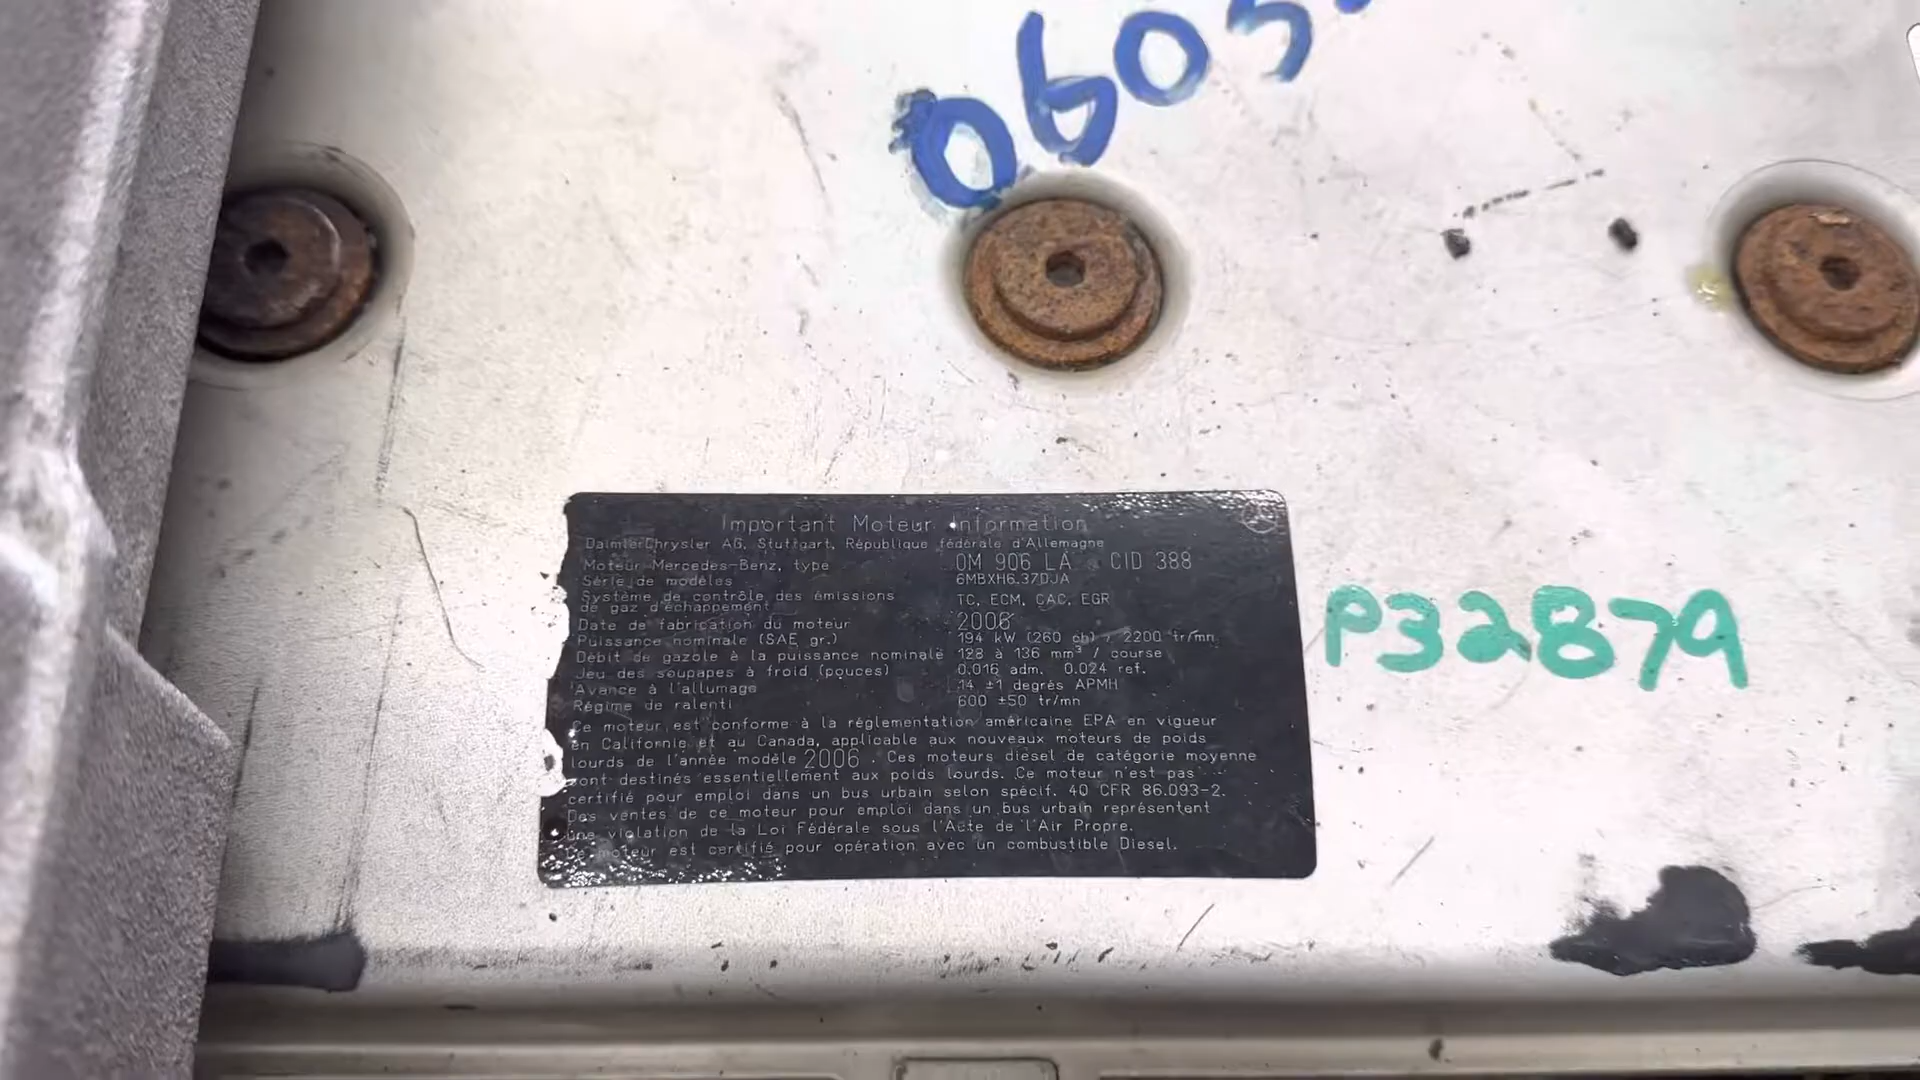 060
Important Moteur Information
DaimlerChrysler AG, Stuttgart, République fédérale d'Allemagne
Moteur Mercedes-Benz, type OM 906 LA CID 388
Série de modèles 6MBXH6.37DJA
Système de contrôle des émissions
de gaz d'échappement TC, ECM, CAC, EGR
Date de fabrication du moteur 2006
Puissance nominale (SAE gr.) 194 kW (260 ch) / 2200 tr/mn
Débit de gazole à la puissance nominale 128 à 136 mm³ / course
Jeu des soupapes à froid (pouces) 0.016 adm. 0.024 ref.
Avance à l'allumage 14 ±1 degrés APMH
Régime de ralenti 600 ±50 tr/mn
Ce moteur est conforme à la réglementation américaine EPA en vigueur
en Californie et au Canada, applicable aux nouveaux moteurs de poids
lourds de l'année modèle 2006 . Ces moteurs diesel de catégorie moyenne
sont destinés essentiellement aux poids lourds. Ce moteur n'est pas
certifié pour emploi dans un bus urbain selon spécif. 40 CFR 86.093-2.
Des ventes de ce moteur pour emploi dans un bus urbain représentent
une violation de la Loi Fédérale sous l'Acte de l'Air Propre.
Ce moteur est certifié pour opération avec un combustible Diesel.
P32879